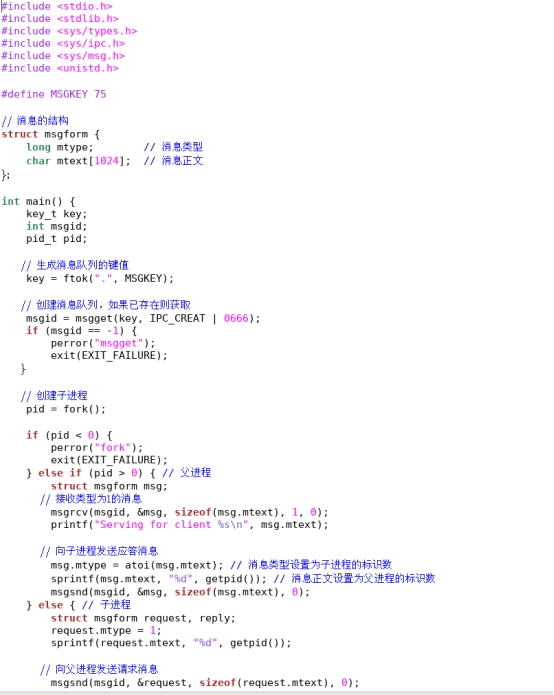 #include <stdio.h>
#include <stdlib.h>
#include <sys/types.h>
#include <sys/ipc.h>
#include <sys/msg.h>
#include <unistd.h>

#define MSGKEY 75

// 消息的结构
struct msgform {
    long mtype;       // 消息类型
    char mtext[1024];  // 消息正文
};

int main() {
    key_t key;
    int msgid;
    pid_t pid;

    // 生成消息队列的键值
    key = ftok(".", MSGKEY);

    // 创建消息队列，如果已存在则获取
    msgid = msgget(key, IPC_CREAT | 0666);
    if (msgid == -1) {
        perror("msgget");
        exit(EXIT_FAILURE);
    }

    // 创建子进程
    pid = fork();

    if (pid < 0) {
        perror("fork");
        exit(EXIT_FAILURE);
    } else if (pid > 0) { // 父进程
        struct msgform msg;
        // 接收类型为1的消息
        msgrcv(msgid, &msg, sizeof(msg.mtext), 1, 0);
        printf("Serving for client %s\n", msg.mtext);

        // 向子进程发送应答消息
        msg.mtype = atoi(msg.mtext); // 消息类型设置为子进程的标识数
        sprintf(msg.mtext, "%d", getpid()); // 消息正文设置为父进程的标识数
        msgsnd(msgid, &msg, sizeof(msg.mtext), 0);
    } else { // 子进程
        struct msgform request, reply;
        request.mtype = 1;
        sprintf(request.mtext, "%d", getpid());

        // 向父进程发送请求消息
        msgsnd(msgid, &request, sizeof(request.mtext), 0);